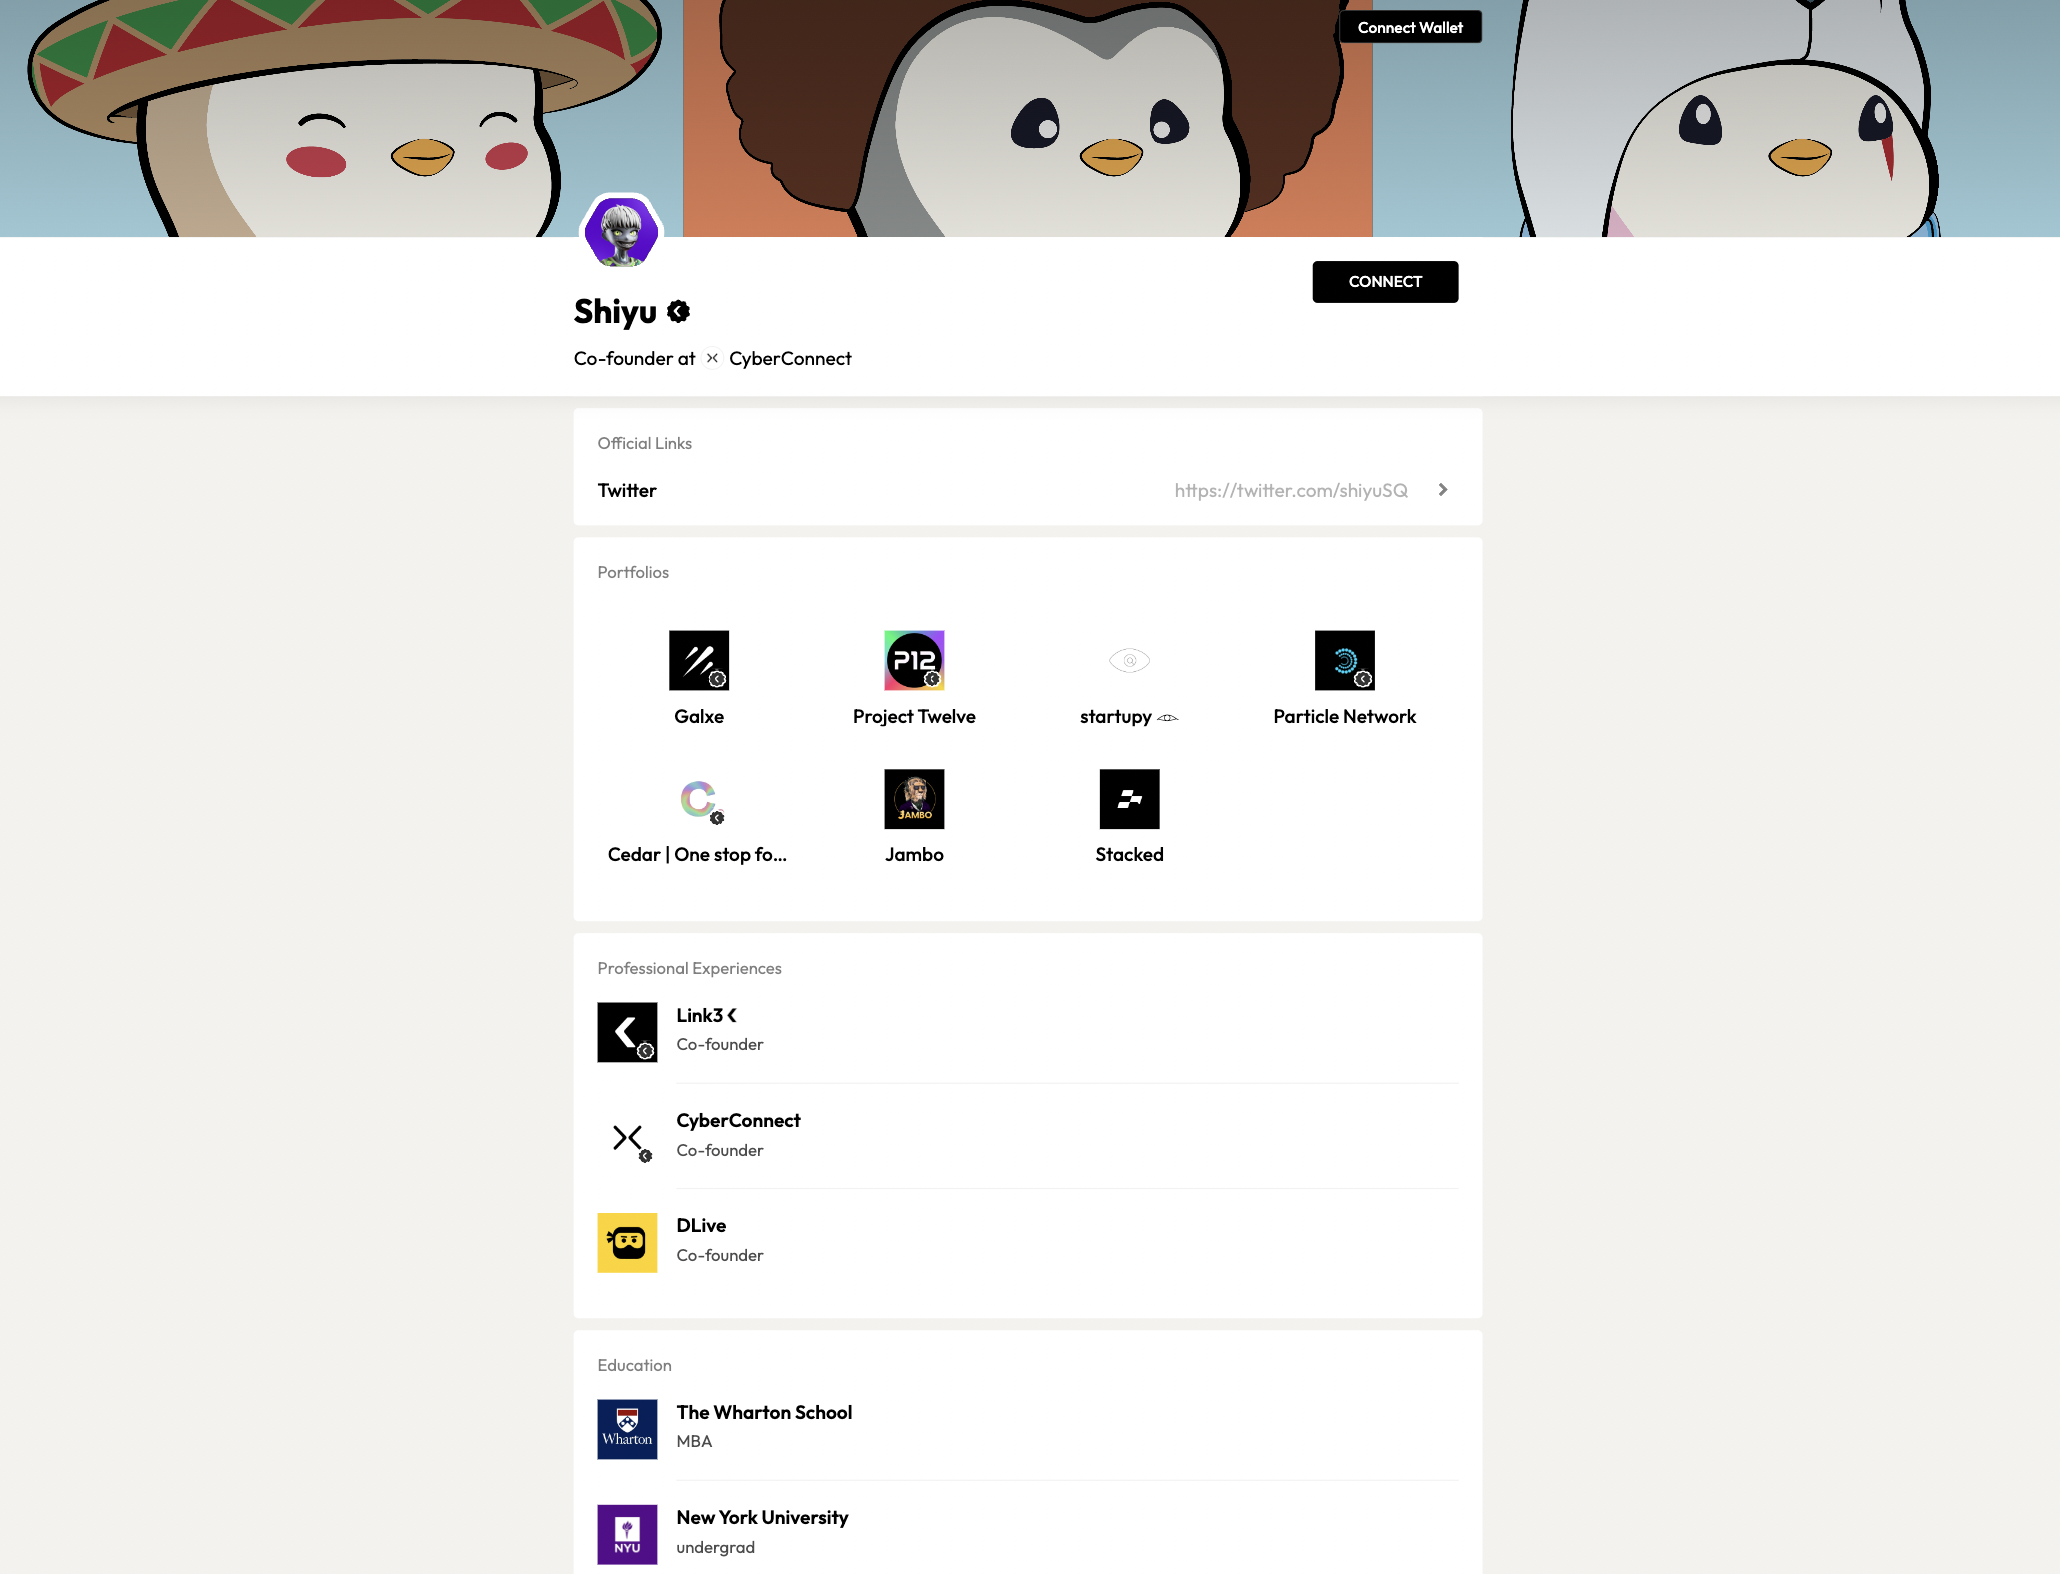 Connect Wallet
CONNECT
Shiyu
Co-founder at CyberConnect
Official Links
Twitter https://twitter.com/shiyuSQ
Portfolios
P12
Galxe Project Twelve startupy Particle Network
JAMBO
Cedar | One stop fo... Jambo Stacked
Professional Experiences
Link3
Co-founder
CyberConnect
Co-founder
DLive
Co-founder
Education
Wharton
The Wharton School
MBA
NYU
New York University
undergrad